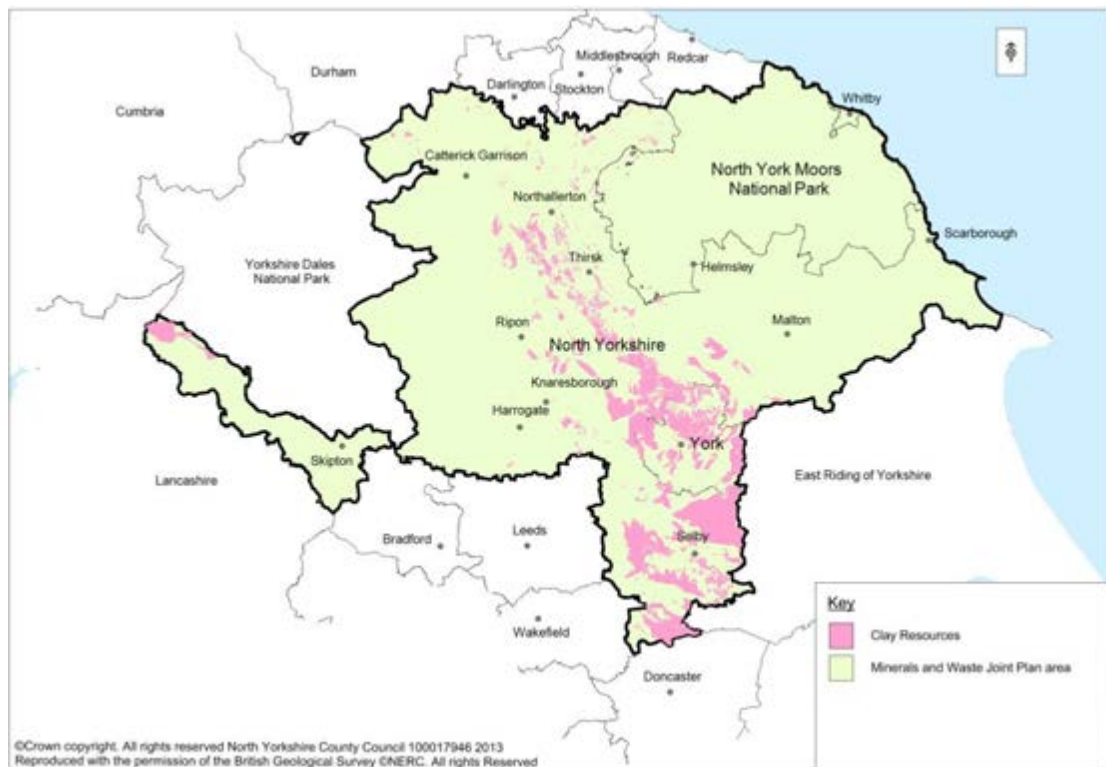 Middlesbrough
Redcar
Durham
Darlington
Stockton
Cumbria
Whitby
Catterick Garrison
North York Moors
National Park
Northallerton
Scarborough
Yorkshire Dales
National Park
Thirsk
Helmsley
Ripon
North Yorkshire
Malton
Knaresborough
Harrogate
York
Skipton
Lancashire
East Riding of Yorkshire
Bradford
Leeds
Selby
Key
Clay Resources
Wakefield
Minerals and Waste Joint Plan area
Doncaster
©Crown copyright. All rights reserved North Yorkshire County Council 100017946 2013
Reproduced with the permission of the British Geological Survey ©NERC. All rights Reserved